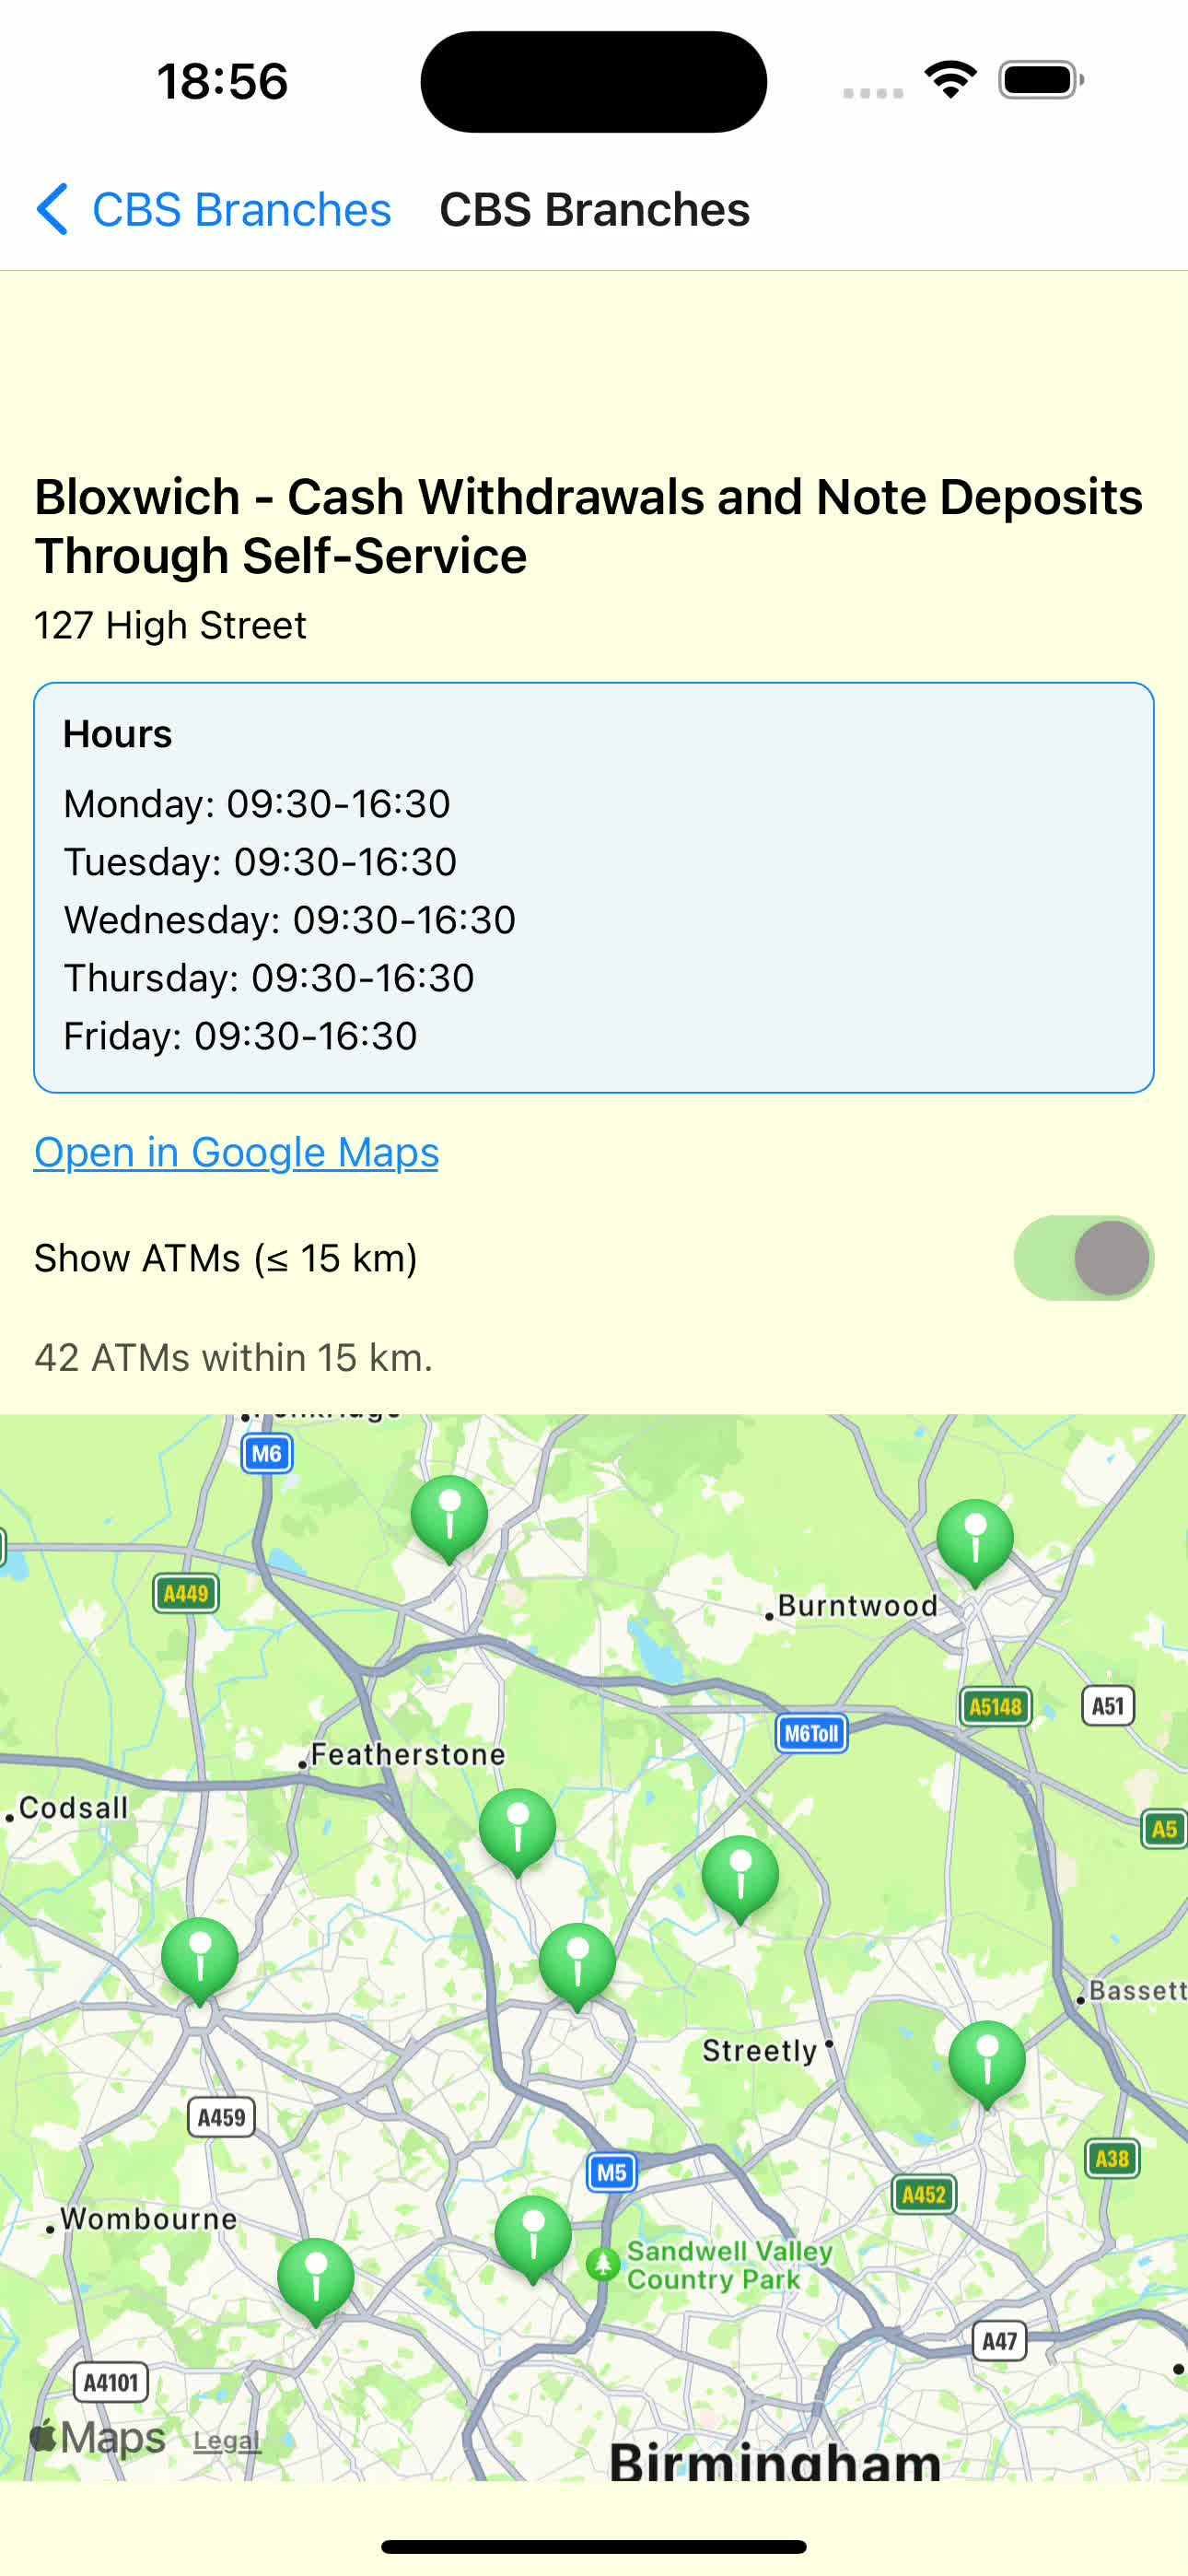 18:56
CBS Branches CBS Branches
Bloxwich - Cash Withdrawals and Note Deposits
Through Self-Service
127 High Street
Hours
Monday: 09:30-16:30
Tuesday: 09:30-16:30
Wednesday: 09:30-16:30
Thursday: 09:30-16:30
Friday: 09:30-16:30
Open in Google Maps
Show ATMs (≤ 15 km)
42 ATMs within 15 km.
M6
A449
Burntwood
A5148
A51
M6Toll
Featherstone
Codsall
A5
Bassett
Streetly
A459
M5
A38
A452
Wombourne
Sandwell Valley
Country Park
A47
A4101
Maps Legal
Birmingham